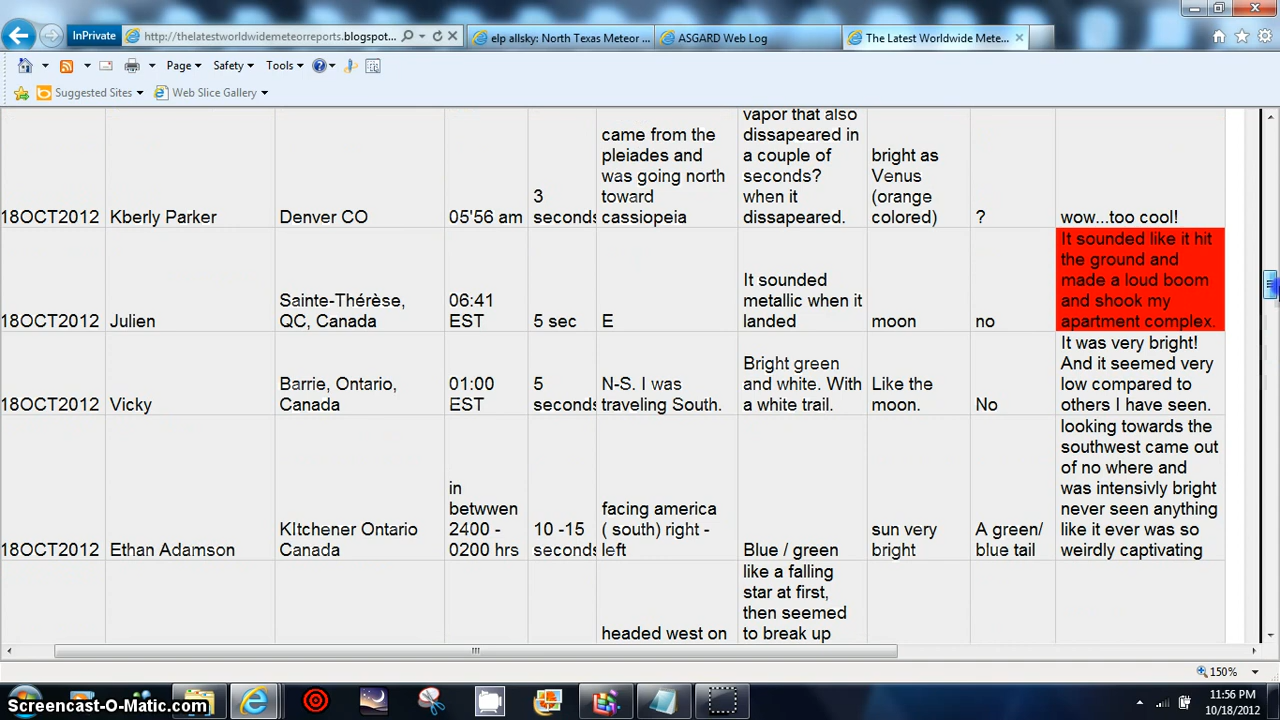 InPrivate
http://thelatestworldwidemeteorreports.blogspot...
elp allsky: North Texas Meteor ...
ASGARD Web Log
The Latest Worldwide Mete...
Page
Safety
Tools
Suggested Sites
Web Slice Gallery
18OCT2012
Kberly Parker
Denver CO
05'56 am
3
seconds
came from the
pleiades and
was going north
toward
cassiopeia
vapor that also
dissapeared in
a couple of
seconds?
when it
dissapeared.
bright as
Venus
(orange
colored)
?
wow...too cool!
18OCT2012
Julien
Sainte-Thérèse,
QC, Canada
06:41
EST
5 sec
E
It sounded
metallic when it
landed
moon
no
It sounded like it hit
the ground and
made a loud boom
and shook my
apartment complex.
18OCT2012
Vicky
Barrie, Ontario,
Canada
01:00
EST
5
seconds
N-S. I was
traveling South.
Bright green
and white. With
a white trail.
Like the
moon.
No
It was very bright!
And it seemed very
low compared to
others I have seen.
18OCT2012
Ethan Adamson
KItchener Ontario
Canada
in
betwwen
2400 -
0200 hrs
10 -15
seconds
facing america
( south) right -
left
Blue / green
sun very
bright
A green/
blue tail
looking towards the
southwest came out
of no where and
was intensivly bright
never seen anything
like it ever was so
weirdly captivating
headed west on
like a falling
star at first,
then seemed
to break up
150%
Screencast-O-Matic.com
11:56 PM
10/18/2012